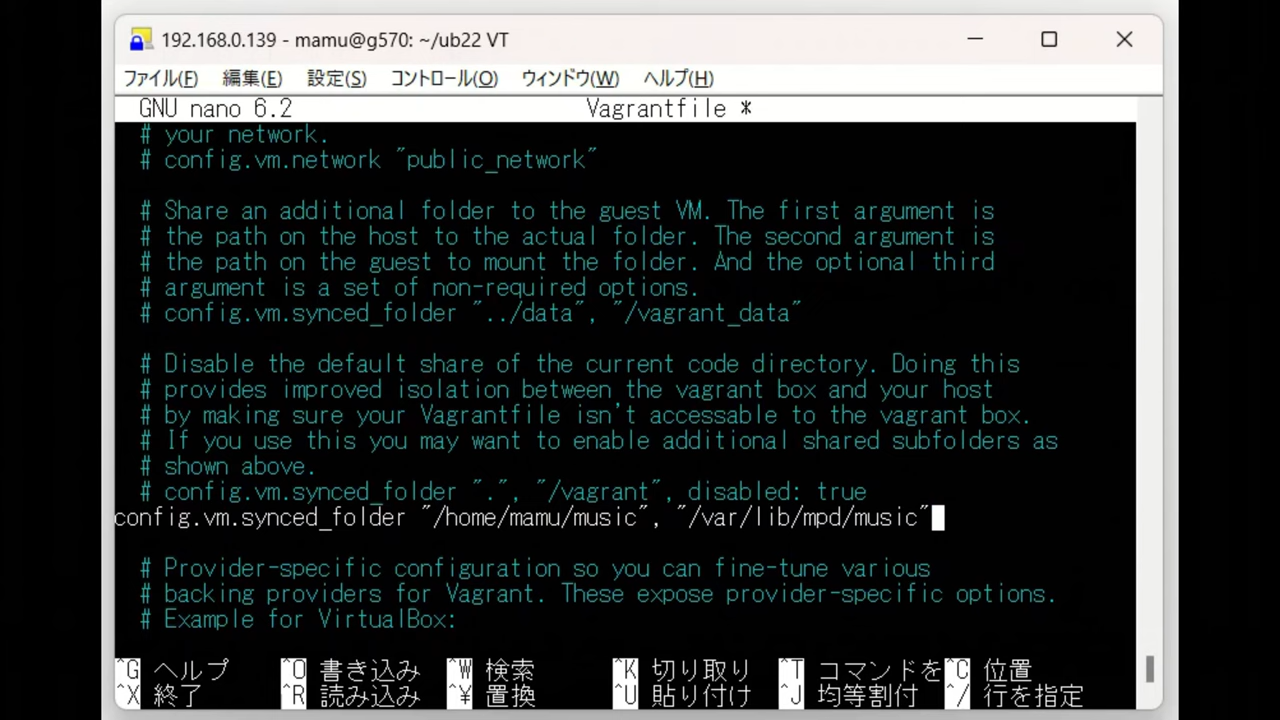 192.168.0.139 - mamu@g570: ~/ub22 VT
ファイル(F) 編集(E) 設定(S) コントロール(O) ウィンドウ(W) ヘルプ(H)
GNU nano 6.2 Vagrantfile *
# your network.
# config.vm.network "public_network"
# Share an additional folder to the guest VM. The first argument is
# the path on the host to the actual folder. The second argument is
# the path on the guest to mount the folder. And the optional third
# argument is a set of non-required options.
# config.vm.synced_folder "../data", "/vagrant_data"
# Disable the default share of the current code directory. Doing this
# provides improved isolation between the vagrant box and your host
# by making sure your Vagrantfile isn't accessable to the vagrant box.
# If you use this you may want to enable additional shared subfolders as
# shown above.
# config.vm.synced_folder ".", "/vagrant", disabled: true
config.vm.synced_folder "/home/mamu/music", "/var/lib/mpd/music"
# Provider-specific configuration so you can fine-tune various
# backing providers for Vagrant. These expose provider-specific options.
# Example for VirtualBox:
^G ヘルプ ^O 書き込み ^W 検索 ^K 切り取り ^T コマンドを ^C 位置
^X 終了 ^R 読み込み ^¥ 置換 ^U 貼り付け ^J 均等割付 ^/ 行を指定